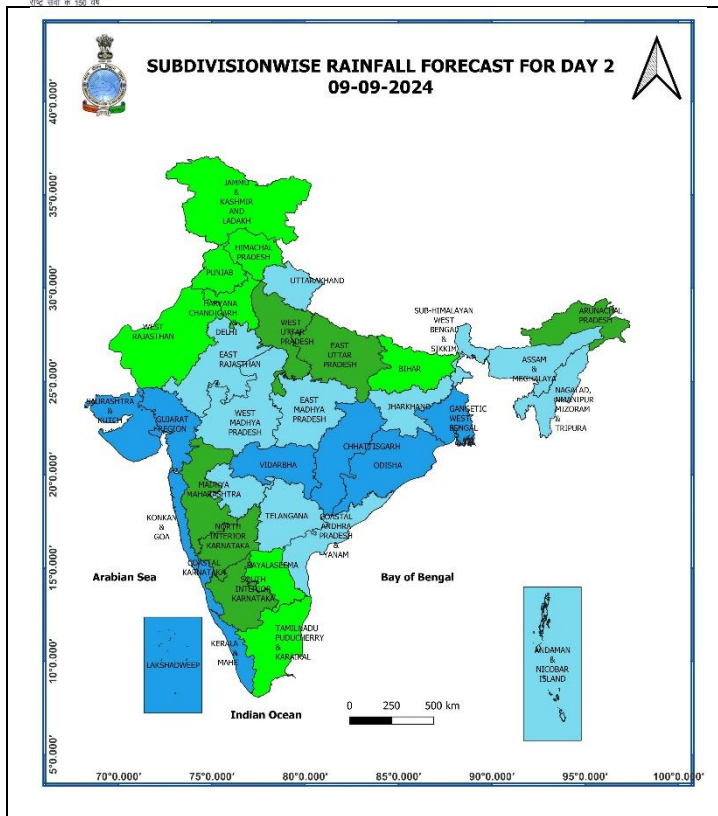 राष्ट्र सेवा के 150 वर्ष
SUBDIVISIONWISE RAINFALL FORECAST FOR DAY 2
09-09-2024
40°0.000'
35°0.000'
30°0.000'
25°0.000'
20°0.000'
15°0.000'
10°0.000'
5°0.000'
JAMMU
&
KASHMIR
AND
LADAKH
HIMACHAL
PRADESH
PUNJAB
UTTARAKHAND
HARYANA
CHANDIGARH
DELHI
WEST
RAJASTHAN
EAST
RAJASTHAN
WEST
UTTAR
PRADESH
EAST
UTTAR
PRADESH
BIHAR
SUB-HIMALAYAN
WEST
BENGAL
&
SIKKIM
ARUNACHAL
PRADESH
ASSAM
&
MEGHALAYA
MANIPUR
MIZORAM
&
TRIPURA
SAURASHTRA
&
KUTCH
GUJARAT
REGION
WEST
MADHYA
PRADESH
EAST
MADHYA
PRADESH
JHARKHAND
GANGETIC
WEST
BENGAL
CHHATTISGARH
ODISHA
VIDARBHA
MADHYA
MAHARASHTRA
TELANGANA
KONKAN
&
GOA
NORTH
INTERIOR
KARNATAKA
COASTAL
ANDHRA
PRADESH
&
YANAM
COASTAL
KARNATAKA
RAYALASEEMA
SOUTH
INTERIOR
KARNATAKA
Arabian Sea
Bay of Bengal
TAMILNADU
PUDUCHERRY
&
KARAIKAL
KERALA
&
MAHE
LAKSHADWEEP
ANDAMAN
&
NICOBAR
ISLAND
Indian Ocean
0 250 500 km
70°0.000' 75°0.000' 80°0.000' 85°0.000' 90°0.000' 95°0.000' 100°0.000'